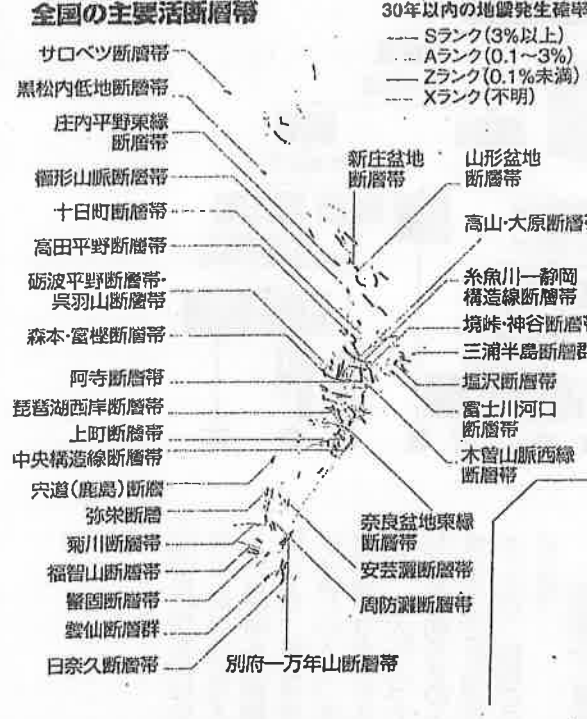 全国の主要活断層帯
30年以内の地震発生確率
Sランク(3%以上)
Aランク(0.1〜3%)
Zランク(0.1%未満)
Xランク(不明)
サロベツ断層帯
黒松内低地断層帯
庄内平野東縁
断層帯
櫛形山脈断層帯
十日町断層帯
高田平野断層帯
砺波平野断層帯・
呉羽山断層帯
森本・富樫断層帯
阿寺断層帯
琵琶湖西岸断層帯
上町断層帯
中央構造線断層帯
宍道(鹿島)断層
弥栄断層
菊川断層帯
福智山断層帯
警固断層帯
雲仙断層群
日奈久断層帯
新庄盆地
断層帯
山形盆地
断層帯
高山・大原断層帯
糸魚川―静岡
構造線断層帯
境峠・神谷断層帯
三浦半島断層群
塩沢断層帯
富士川河口
断層帯
木曽山脈西縁
断層帯
奈良盆地東縁
断層帯
安芸灘断層帯
周防灘断層帯
別府―万年山断層帯